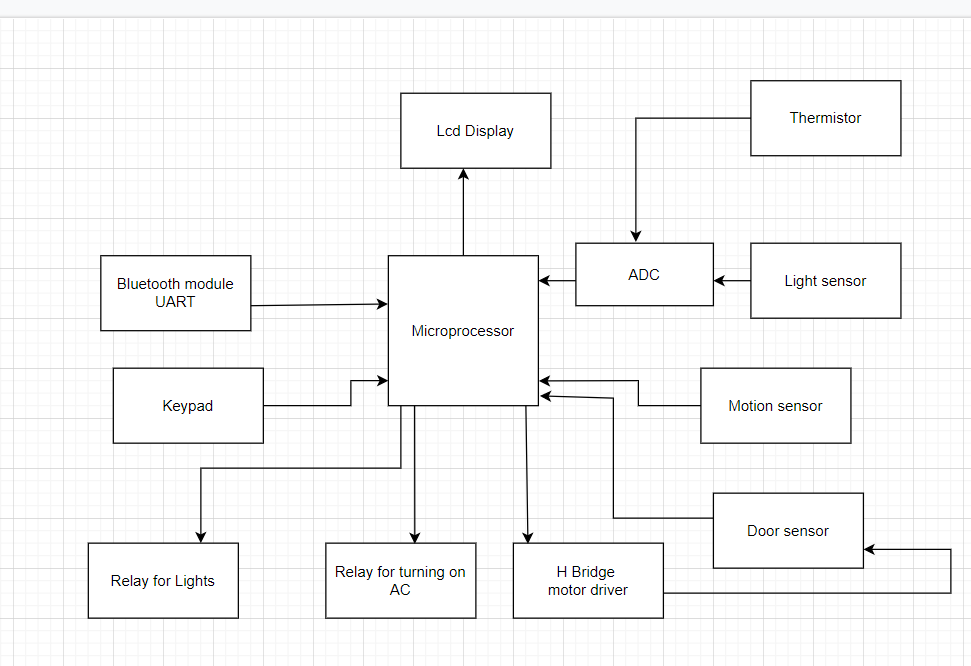 Lcd Display
Thermistor
Bluetooth module
UART
ADC
Light sensor
Microprocessor
Keypad
Motion sensor
Door sensor
Relay for Lights
Relay for turning on
AC
H Bridge
motor driver